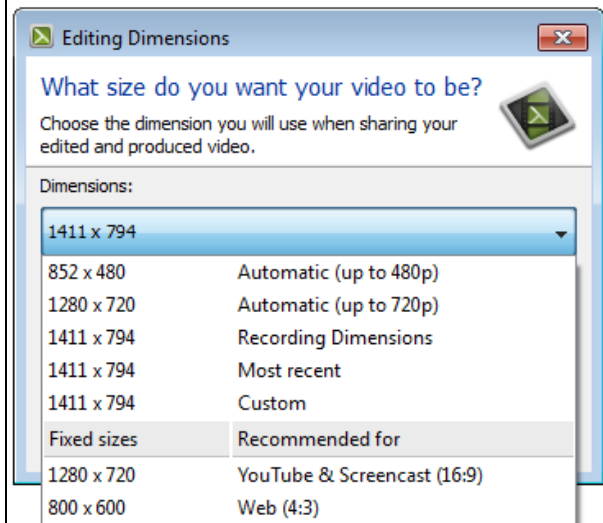 Editing Dimensions
What size do you want your video to be?
Choose the dimension you will use when sharing your
edited and produced video.
Dimensions:
1411 x 794
852 x 480 Automatic (up to 480p)
1280 x 720 Automatic (up to 720p)
1411 x 794 Recording Dimensions
1411 x 794 Most recent
1411 x 794 Custom
Fixed sizes Recommended for
1280 x 720 YouTube & Screencast (16:9)
800 x 600 Web (4:3)